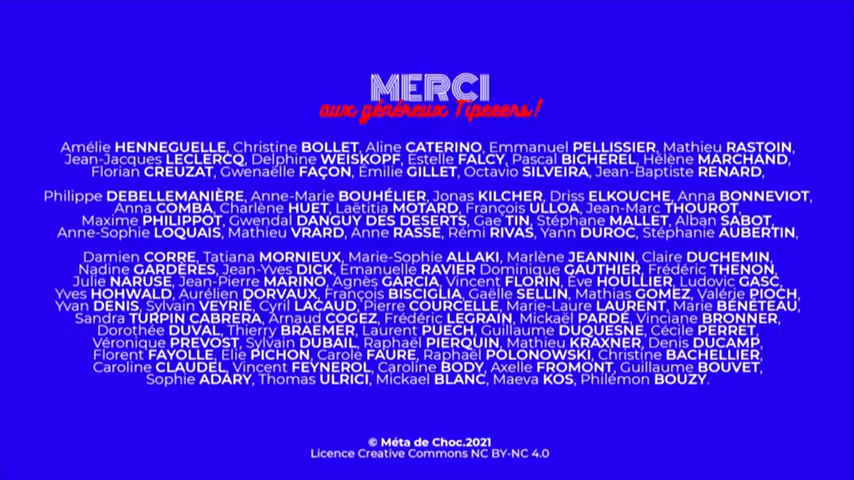 MERCI
aux généreux Tipeeers !
Amélie HENNEGUELLE, Christine BOLLET, Aline CATERINO, Emmanuel PELLISSIER, Mathieu RASTOIN,
Jean-Jacques LECLERCQ, Delphine WEISKOPF, Estelle FALCY, Pascal BICHEREL, Hélène MARCHAND,
Florian CREUZAT, Gwenaëlle FAÇON, Émilie GILLET, Octavio SILVEIRA, Jean-Baptiste RENARD,
Philippe DEBELLEMANIÈRE, Anne-Marie BOUHÉLIER, Jonas KILCHER, Driss ELKOUCHE, Anna BONNEVIOT,
Anna COMBA, Charlène HUET, Laëtitia MOTARD, François ULLOA, Jean-Marc THOUROT,
Maxime PHILIPPOT, Gwendal DANGUY DES DESERTS, Gae TIN, Stéphane MALLET, Alban SABOT,
Anne-Sophie LOQUAIS, Mathieu VRARD, Anne RASSE, Rémi RIVAS, Yann DUROC, Stéphanie AUBERTIN,
Damien CORRE, Tatiana MORNIEUX, Marie-Sophie ALLAKI, Marlène JEANNIN, Claire DUCHEMIN,
Nadine GARDÈRES, Jean-Yves DICK, Emanuelle RAVIER Dominique GAUTHIER, Frédéric THENON,
Julie NARUSE, Jean-Pierre MARINO, Agnès GARCIA, Vincent FLORIN, Ève HOULLIER, Ludovic GASC,
Yves HOHWALD, Aurélien DORVAUX, François BISCIGLIA, Gaëlle SELLIN, Mathias GOMEZ, Valérie PIOCH,
Yvan DENIS, Sylvain VEYRIÉ, Cyril LACAUD, Pierre COURCELLE, Marie-Laure LAURENT, Marie BÉNÉTEAU,
Sandra TURPIN CABRERA, Arnaud COGEZ, Frédéric LEGRAIN, Mickaël PARDÉ, Vinciane BRONNER,
Dorothée DUVAL, Thierry BRAEMER, Laurent PUECH, Guillaume DUQUESNE, Cécile PERRET,
Véronique PREVOST, Sylvain DUBAIL, Raphaël PIERQUIN, Mathieu KRAXNER, Denis DUCAMP,
Florent FAYOLLE, Elie PICHON, Carole FAURE, Raphaël POLONOWSKI, Christine BACHELLIER,
Caroline CLAUDEL, Vincent FEYNEROL, Caroline BODY, Axelle FROMONT, Guillaume BOUVET,
Sophie ADARY, Thomas ULRICI, Mickael BLANC, Maeva KOS, Philémon BOUZY.
© Méta de Choc.2021
Licence Creative Commons NC BY-NC 4.0